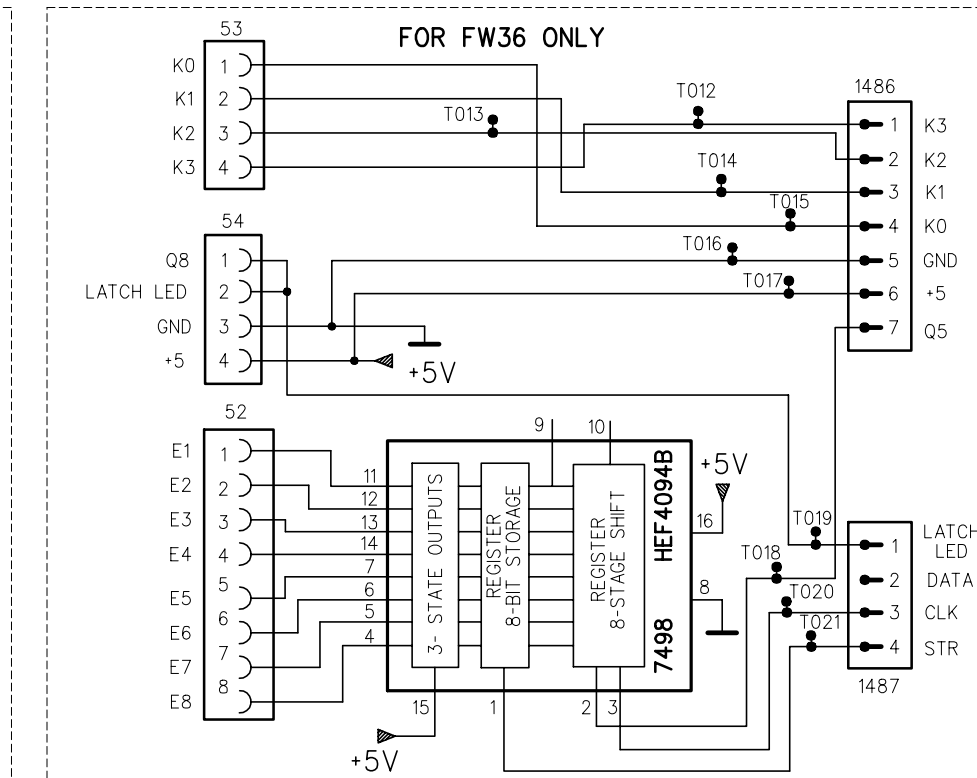 FOR FW36 ONLY
53
K0 1
K1 2
K2 3
K3 4
T013
T012
T014
T015
T016
T017
1486
1 K3
2 K2
3 K1
4 K0
5 GND
6 +5
7 Q5
54
Q8 1
LATCH LED 2
GND 3
+5 4
+5V
52
E1 1
E2 2
E3 3
E4 4
E5 5
E6 6
E7 7
E8 8
11
12
13
14
7
6
5
4
9
10
3- STATE OUTPUTS
REGISTER
8-BIT STORAGE
REGISTER
8-STAGE SHIFT
7498 HEF4094B
+5V
16
8
15
1
2
3
+5V
T019
T018
T020
T021
1 LATCH
LED
2 DATA
3 CLK
4 STR
1487